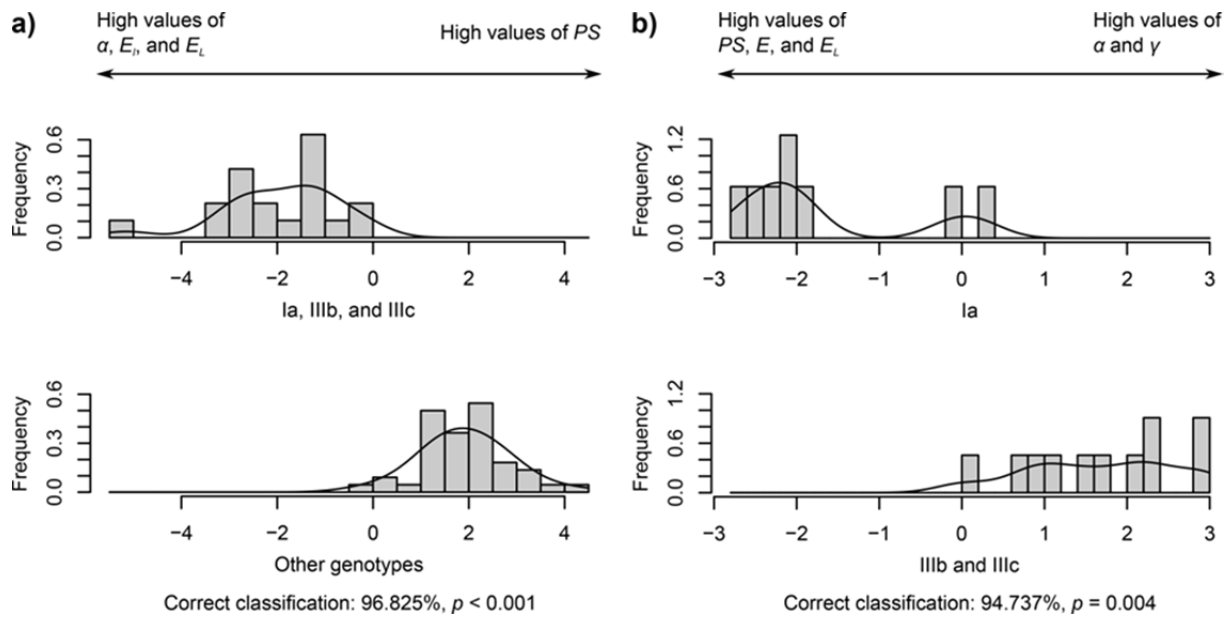 a)
High values of
α, Eᵢ, and E_L
High values of PS
Frequency
0.0 0.3 0.6
−4 −2 0 2 4
Ia, IIIb, and IIIc
Frequency
0.0 0.3 0.6
−4 −2 0 2 4
Other genotypes
Correct classification: 96.825%, p < 0.001
b)
High values of
PS, E, and E_L
High values of
α and γ
Frequency
0.0 0.6 1.2
−3 −2 −1 0 1 2 3
Ia
Frequency
0.0 0.6 1.2
−3 −2 −1 0 1 2 3
IIIb and IIIc
Correct classification: 94.737%, p = 0.004